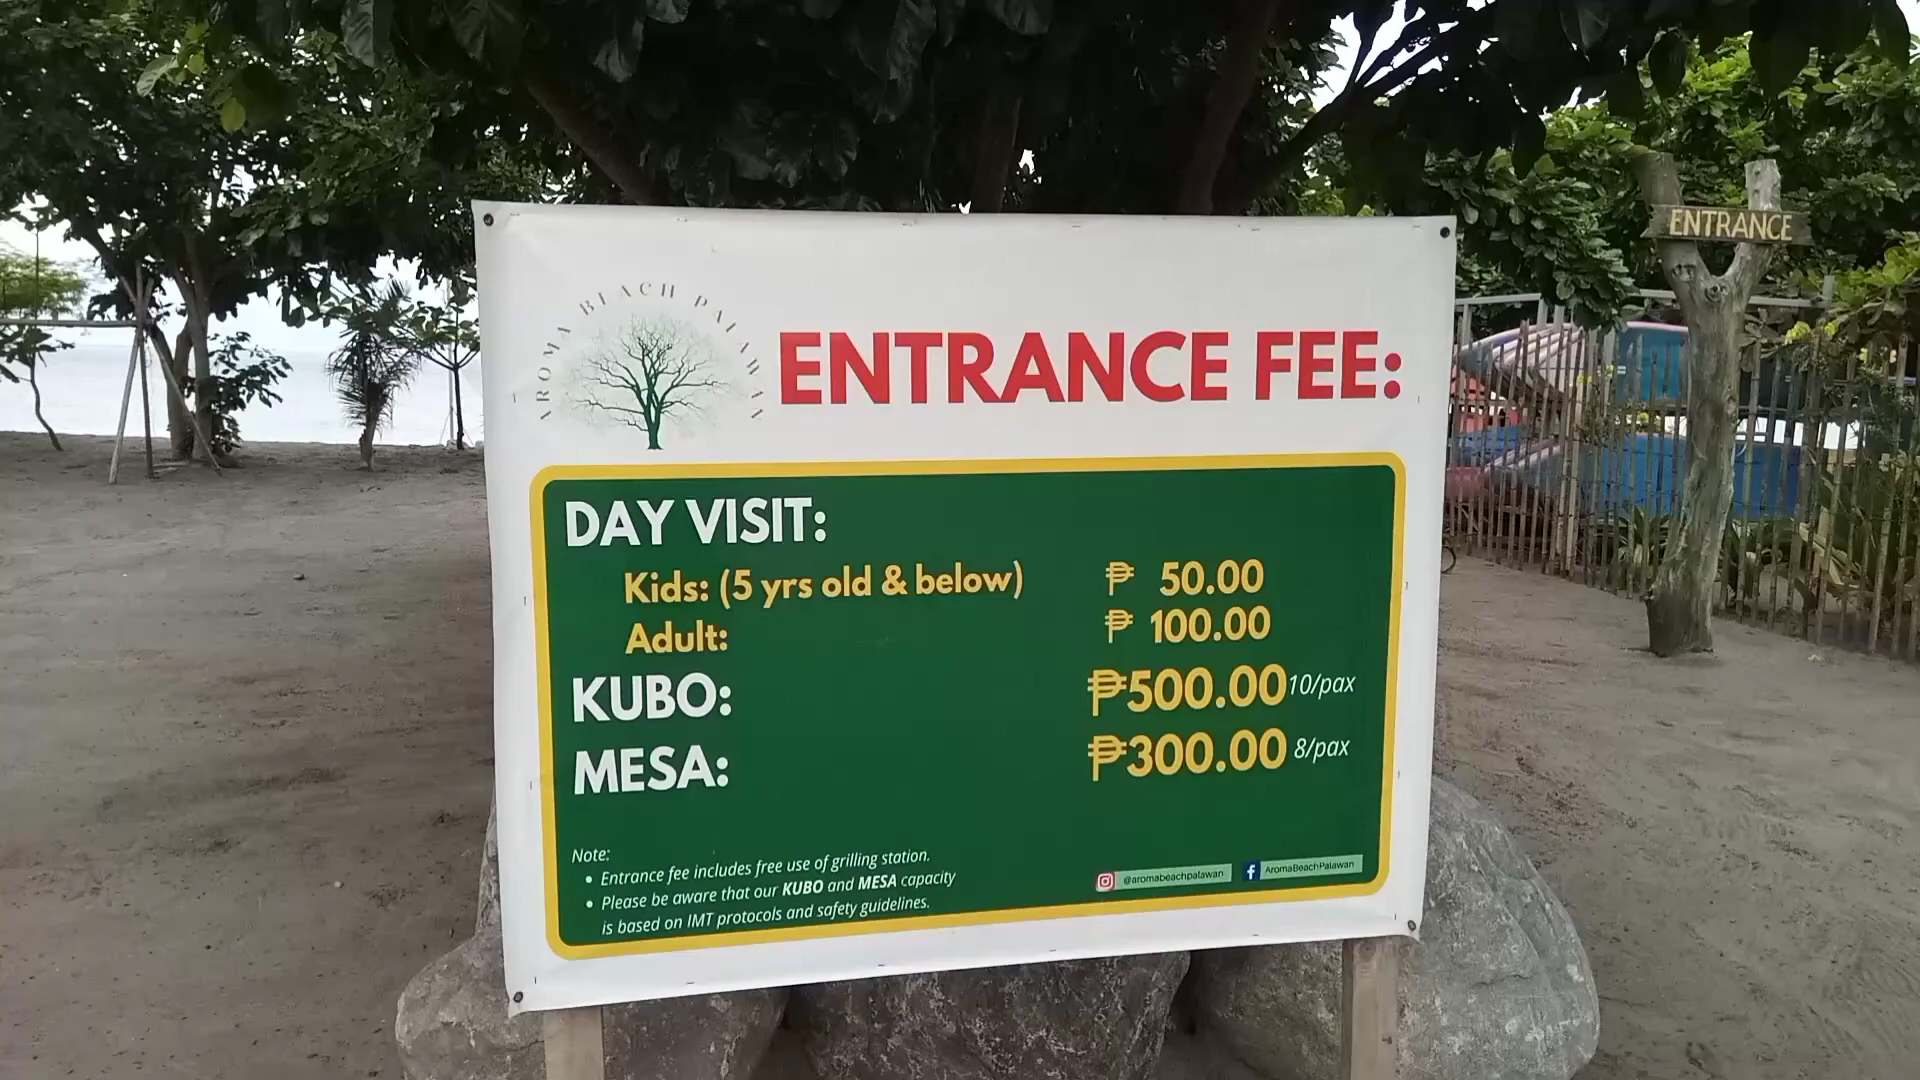 AROMA BEACH PALAWAN
ENTRANCE FEE:
ENTRANCE
DAY VISIT:
Kids: (5 yrs old & below) ₱ 50.00
Adult: ₱ 100.00
KUBO: ₱500.00 10/pax
MESA: ₱300.00 8/pax
Note:
• Entrance fee includes free use of grilling station.
• Please be aware that our KUBO and MESA capacity
is based on IMT protocols and safety guidelines.
@aromabeachpalawan
AromaBeachPalawan